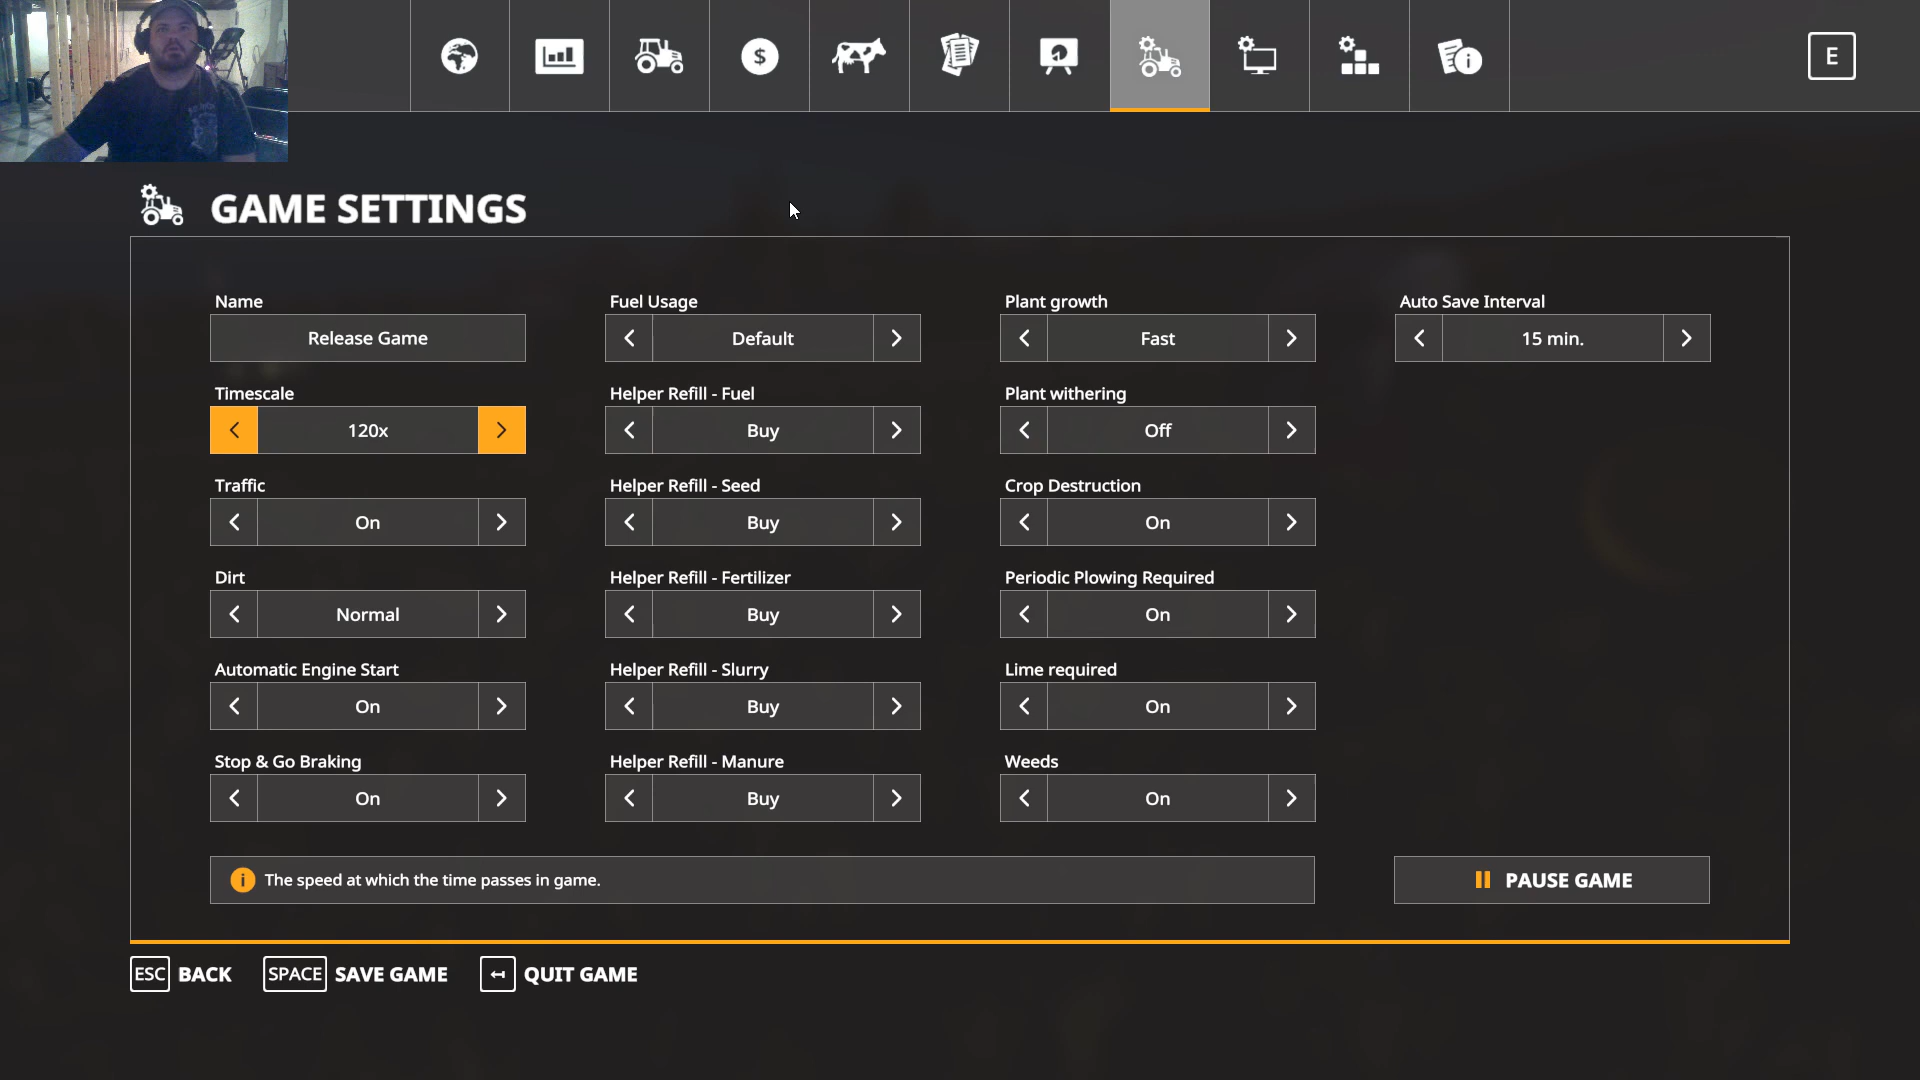 E
GAME SETTINGS
Name
Release Game
Timescale
120x
Traffic
On
Dirt
Normal
Automatic Engine Start
On
Stop & Go Braking
On
Fuel Usage
Default
Helper Refill - Fuel
Buy
Helper Refill - Seed
Buy
Helper Refill - Fertilizer
Buy
Helper Refill - Slurry
Buy
Helper Refill - Manure
Buy
Plant growth
Fast
Plant withering
Off
Crop Destruction
On
Periodic Plowing Required
On
Lime required
On
Weeds
On
Auto Save Interval
15 min.
The speed at which the time passes in game.
PAUSE GAME
ESC BACK SPACE SAVE GAME QUIT GAME